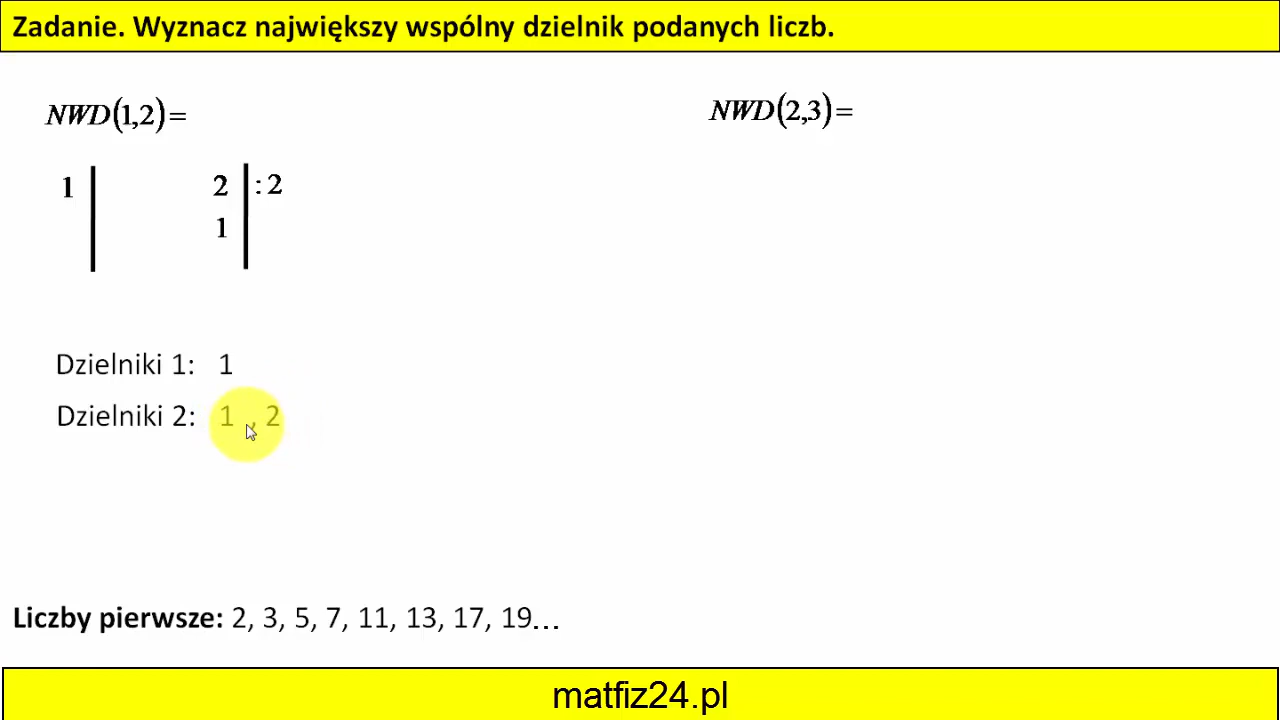 Zadanie. Wyznacz największy wspólny dzielnik podanych liczb.
NWD(1,2)=
NWD(2,3)=
1
2 :2
1
Dzielniki 1: 1
Dzielniki 2: 1 , 2
Liczby pierwsze: 2, 3, 5, 7, 11, 13, 17, 19...
matfiz24.pl